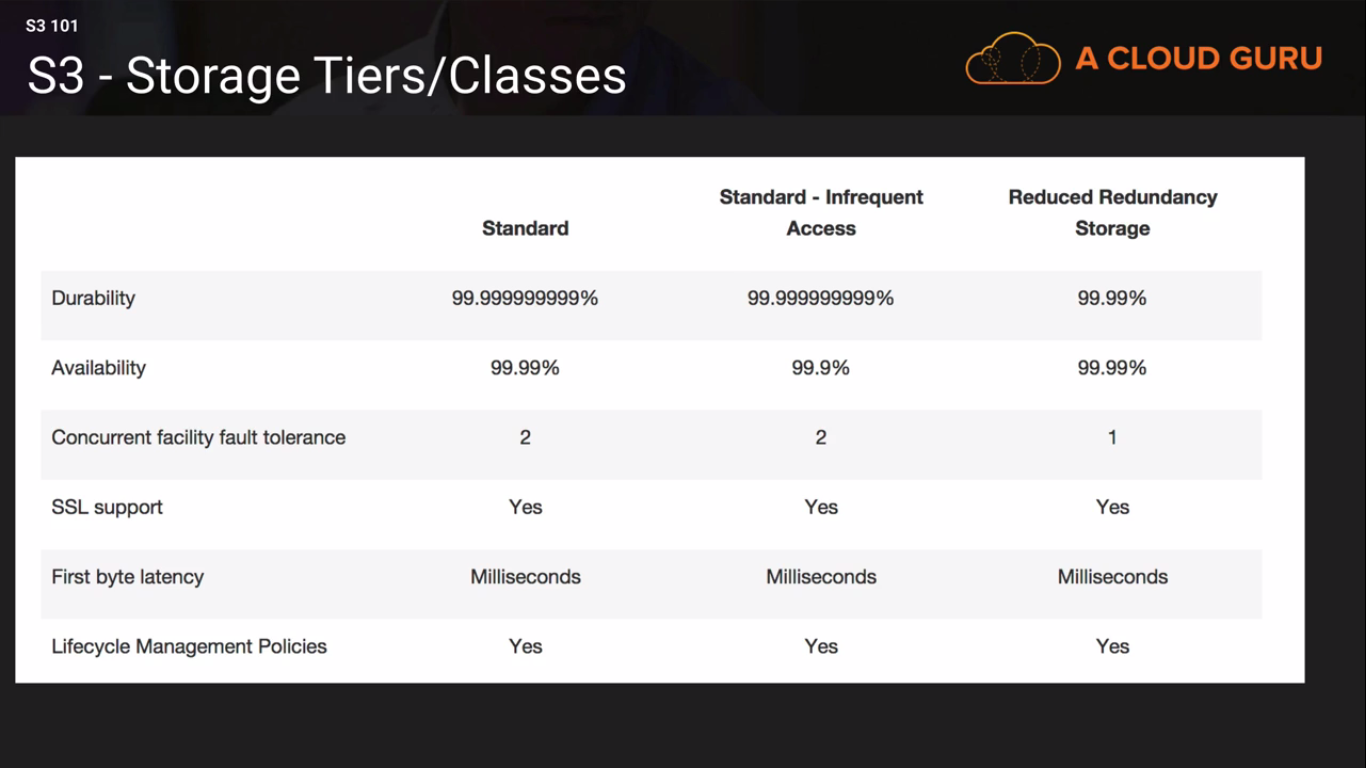 S3 101
S3 - Storage Tiers/Classes
A CLOUD GURU
Standard
Standard - Infrequent
Access
Reduced Redundancy
Storage
Durability 99.999999999% 99.999999999% 99.99%
Availability 99.99% 99.9% 99.99%
Concurrent facility fault tolerance 2 2 1
SSL support Yes Yes Yes
First byte latency Milliseconds Milliseconds Milliseconds
Lifecycle Management Policies Yes Yes Yes